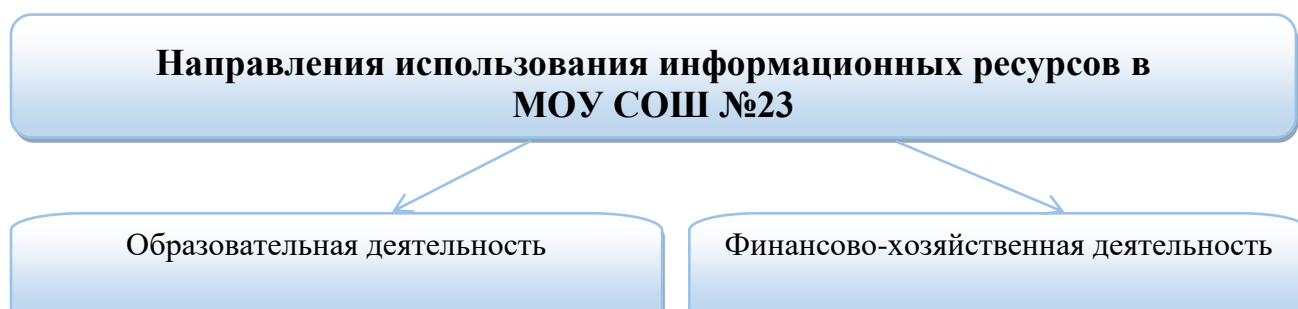 Направления использования информационных ресурсов в
МОУ СОШ №23
Образовательная деятельность
Финансово-хозяйственная деятельность